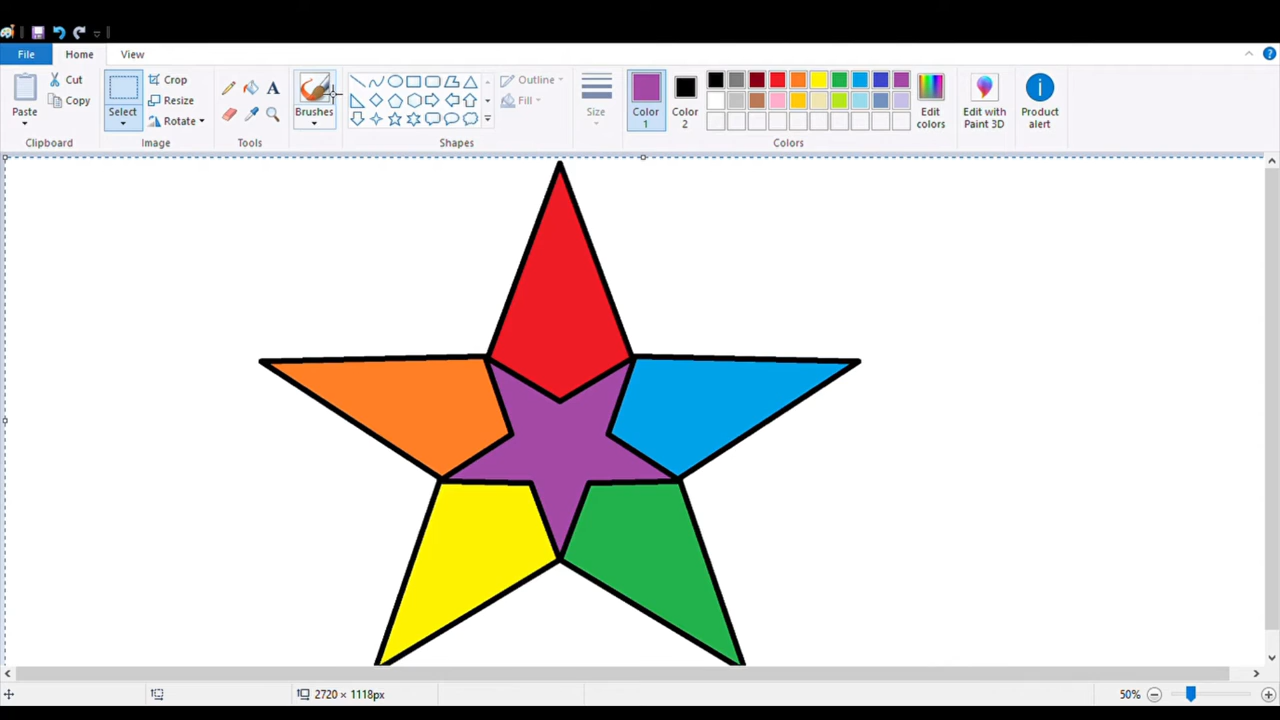 File Home View
Paste
Cut
Copy
Clipboard
Select
Crop
Resize
Rotate
Image
A
Tools
Brushes
Outline
Fill
Shapes
Size
Color
1
Color
2
Edit
colors
Colors
Edit with
Paint 3D
Product
alert
2720 × 1118px
50%